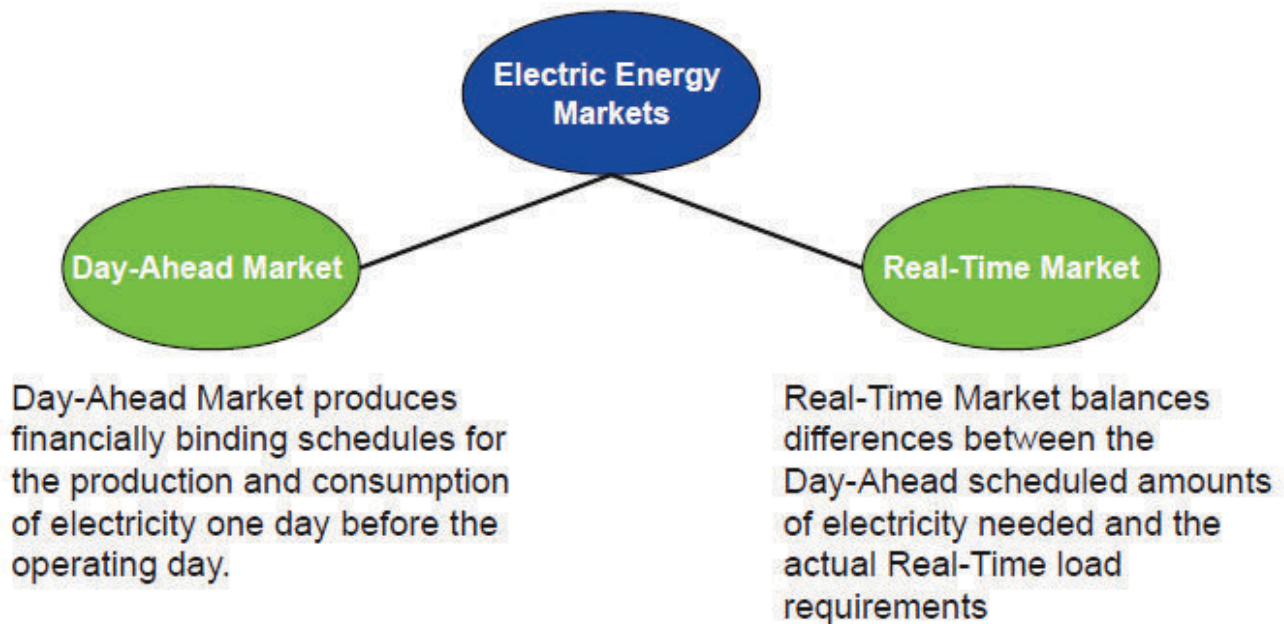 Electric Energy
Markets
Day-Ahead Market
Real-Time Market
Day-Ahead Market produces
financially binding schedules for
the production and consumption
of electricity one day before the
operating day.
Real-Time Market balances
differences between the
Day-Ahead scheduled amounts
of electricity needed and the
actual Real-Time load
requirements